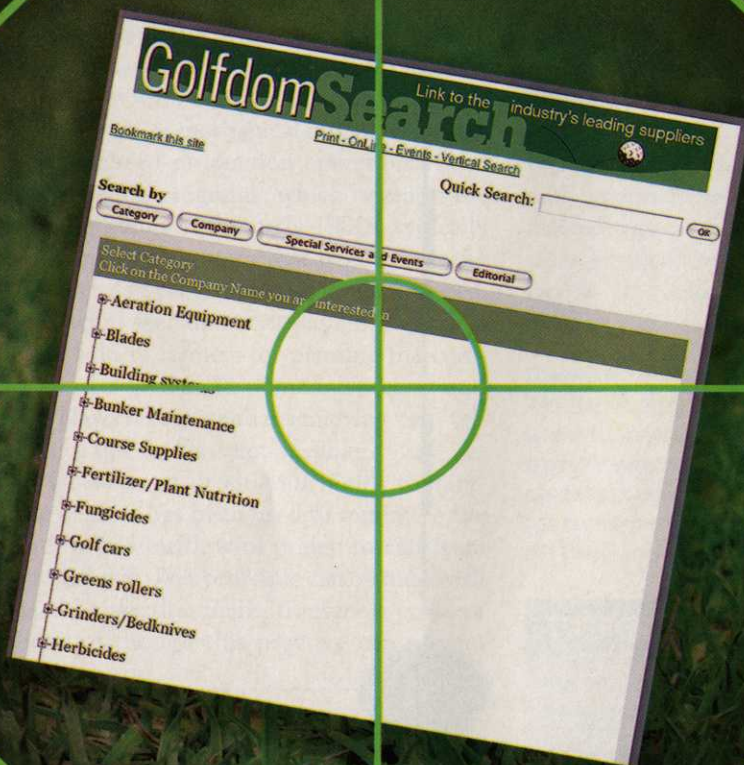 GolfdomSearch
Link to the industry's leading suppliers
Bookmark this site
Print - OnLine - Events - Vertical Search
Quick Search:
OK
Search by
Category
Company
Special Services and Events
Editorial
Select Category
Click on the Company Name you are interested in
Aeration Equipment
Blades
Building systems
Bunker Maintenance
Course Supplies
Fertilizer/Plant Nutrition
Fungicides
Golf cars
Greens rollers
Grinders/Bedknives
Herbicides